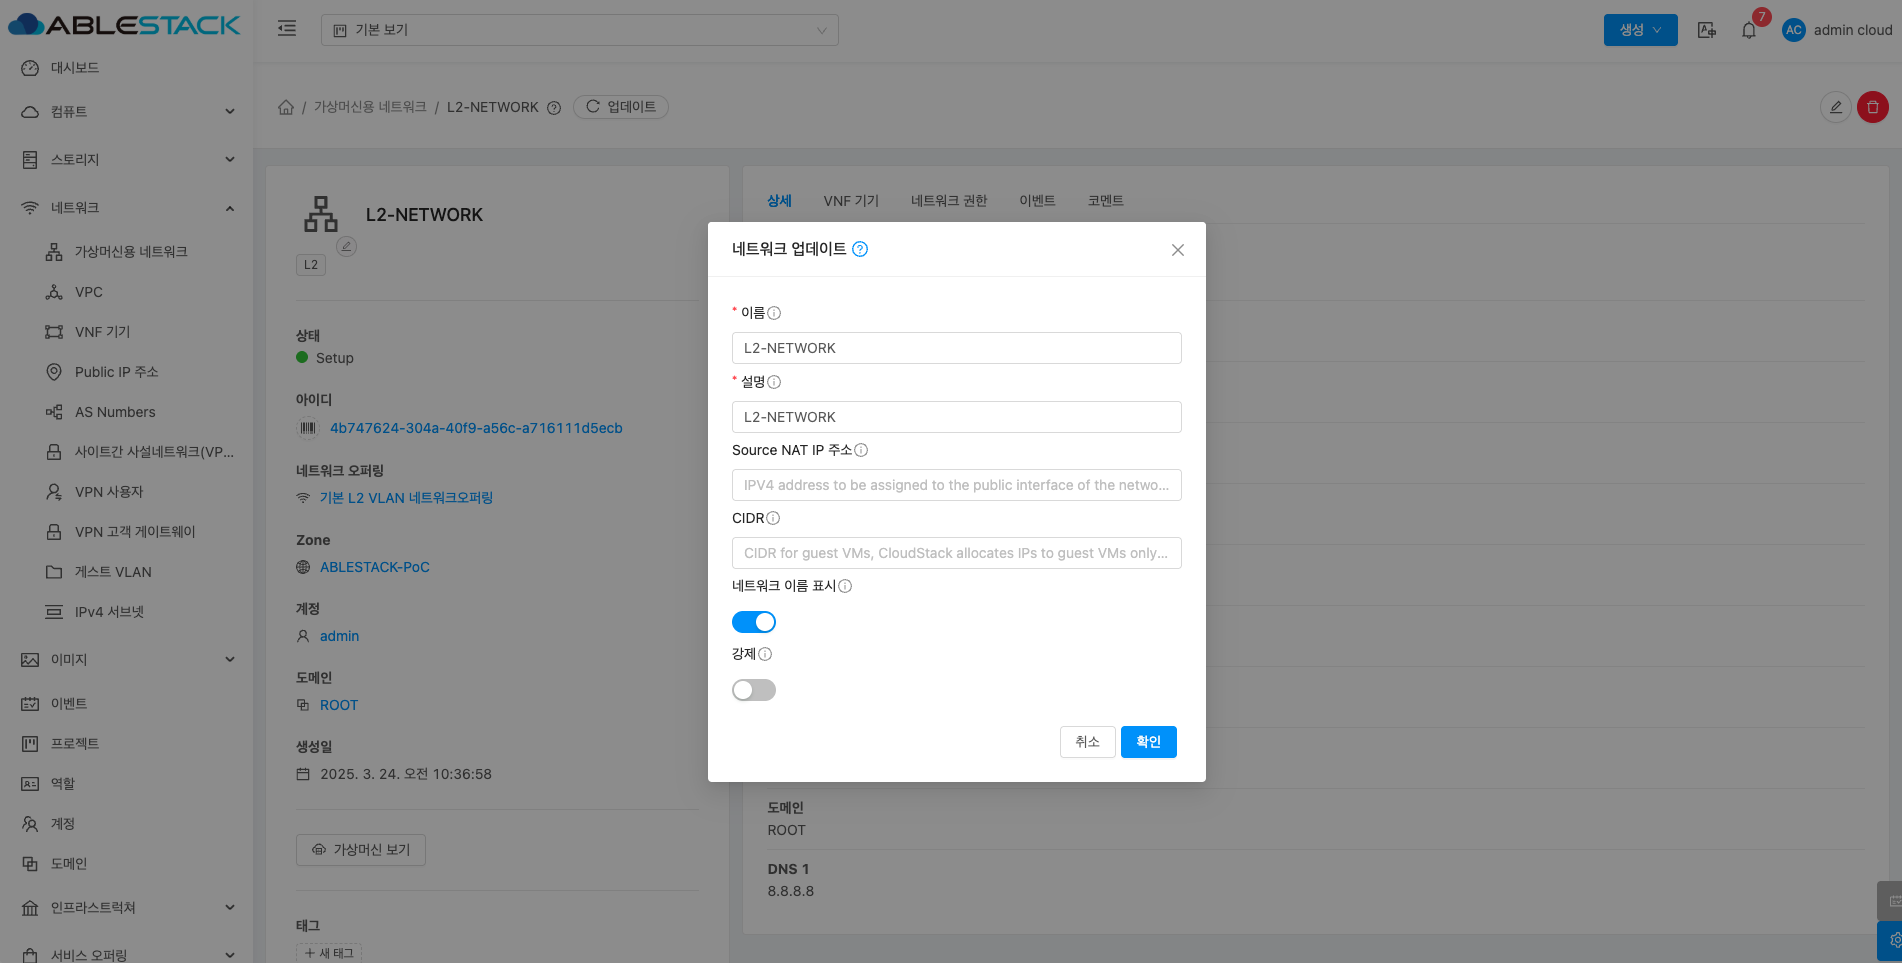 ABLESTACK
기본 보기
생성
7
AC
admin cloud
대시보드
컴퓨트
스토리지
네트워크
가상머신용 네트워크
VPC
VNF 기기
Public IP 주소
AS Numbers
사이트간 사설네트워크(VP...
VPN 사용자
VPN 고객 게이트웨이
게스트 VLAN
IPv4 서브넷
이미지
이벤트
프로젝트
역할
계정
도메인
인프라스트럭쳐
서비스 오퍼링
/ 가상머신용 네트워크 / L2-NETWORK
업데이트
L2-NETWORK
L2
상태
Setup
아이디
4b747624-304a-40f9-a56c-a716111d5ecb
네트워크 오퍼링
기본 L2 VLAN 네트워크오퍼링
Zone
ABLESTACK-PoC
계정
admin
도메인
ROOT
생성일
2025. 3. 24. 오전 10:36:58
가상머신 보기
태그
+ 새 태그
상세 VNF 기기 네트워크 권한 이벤트 코멘트
네트워크 업데이트
* 이름
L2-NETWORK
* 설명
L2-NETWORK
Source NAT IP 주소
IPV4 address to be assigned to the public interface of the netwo...
CIDR
CIDR for guest VMs, CloudStack allocates IPs to guest VMs only...
네트워크 이름 표시
강제
취소
확인
도메인
ROOT
DNS 1
8.8.8.8